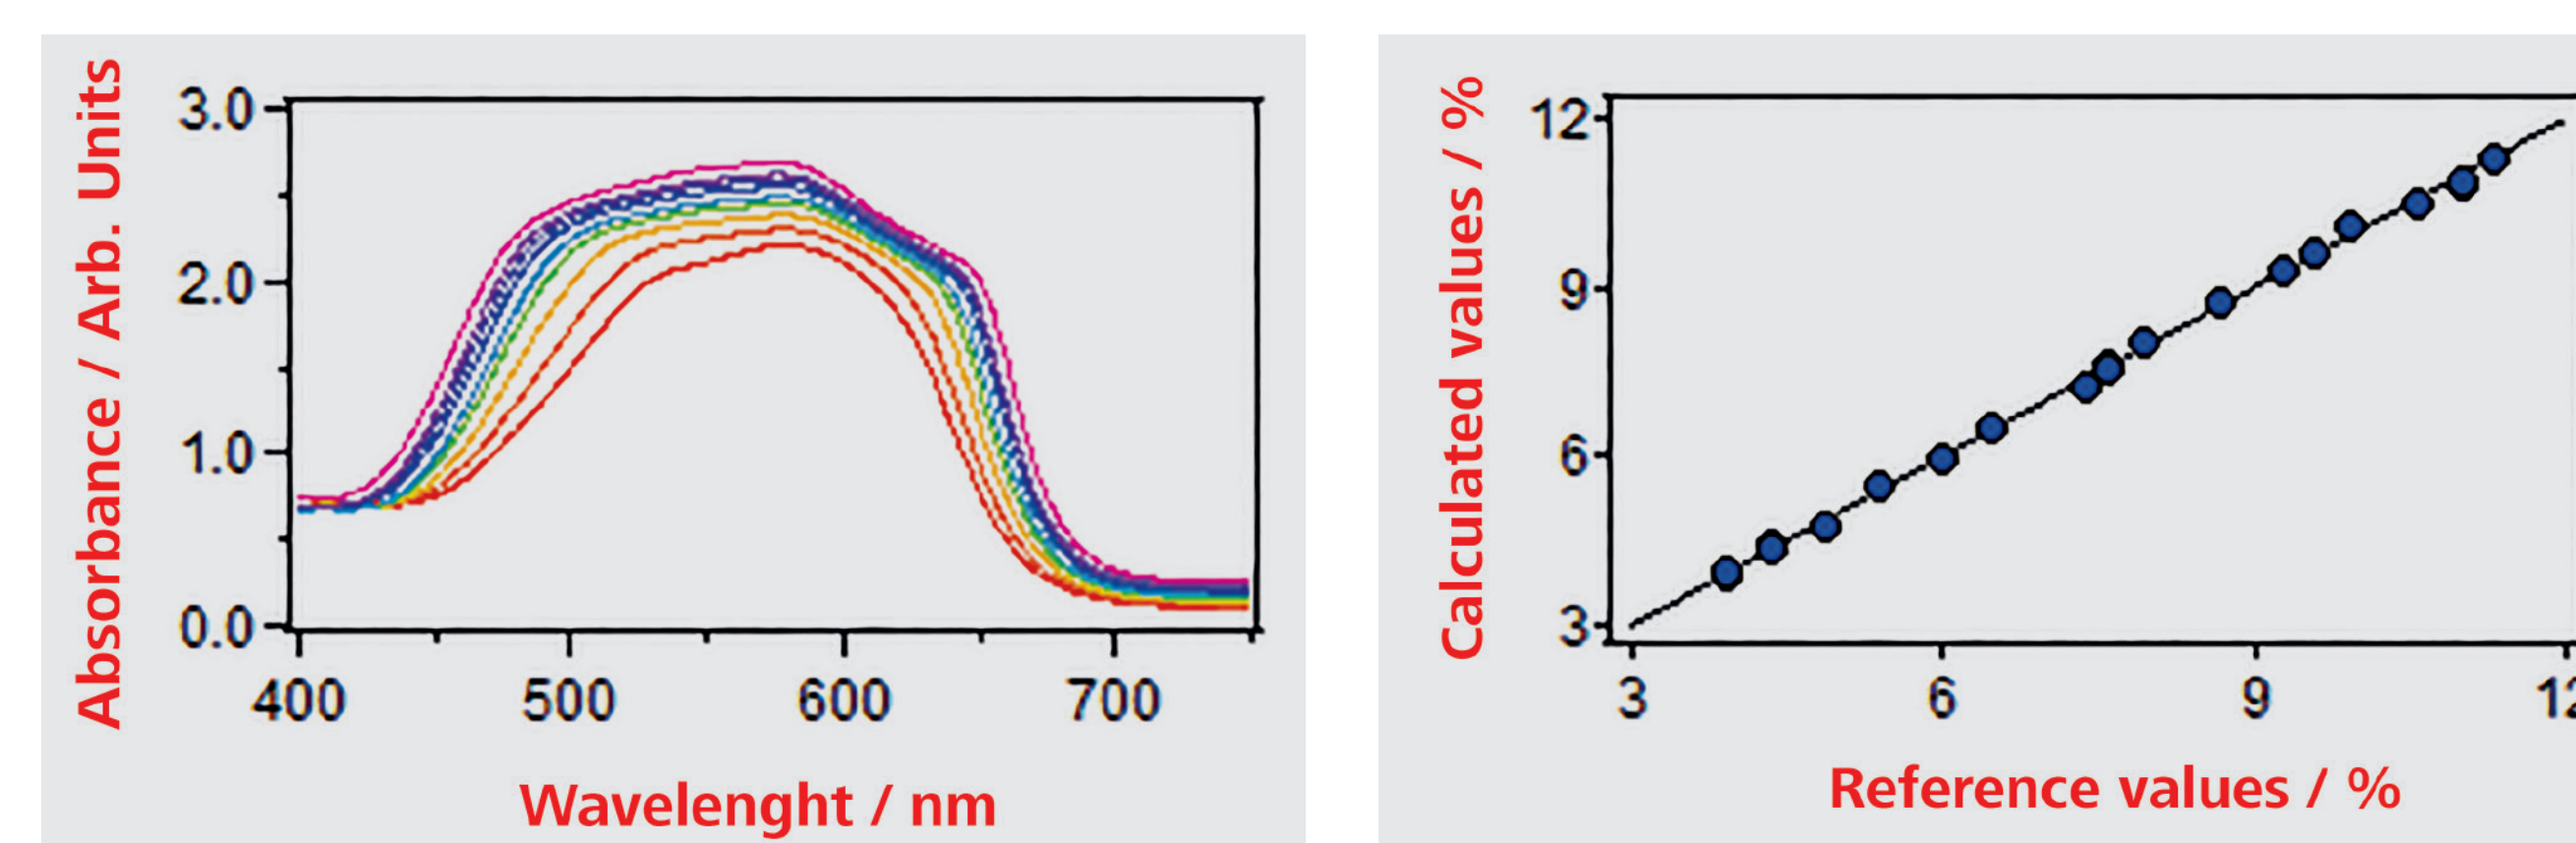 Absorbance / Arb. Units
3.0
2.0
1.0
0.0
400 500 600 700
Wavelenght / nm
Calculated values / %
12
9
6
3
3 6 9 12
Reference values / %